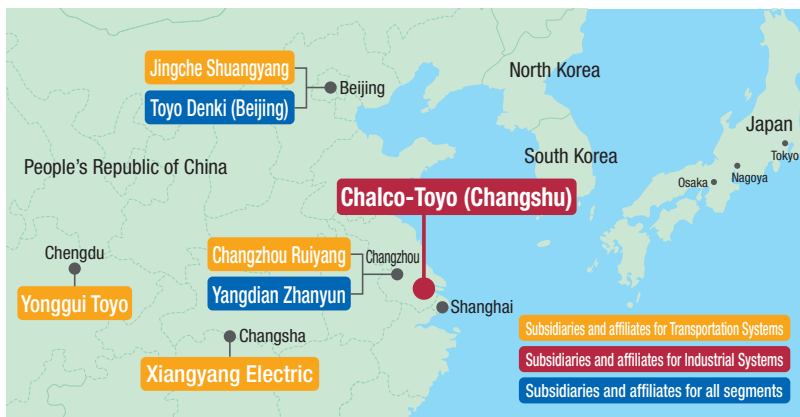 Jingche Shuangyang
Toyo Denki (Beijing)
Beijing
North Korea
South Korea
Japan
Tokyo
Nagoya
Osaka
People's Republic of China
Chalco-Toyo (Changshu)
Chengdu
Yonggui Toyo
Changzhou Ruiyang
Yangdian Zhanyun
Changzhou
Shanghai
Changsha
Xiangyang Electric
Subsidiaries and affiliates for Transportation Systems
Subsidiaries and affiliates for Industrial Systems
Subsidiaries and affiliates for all segments